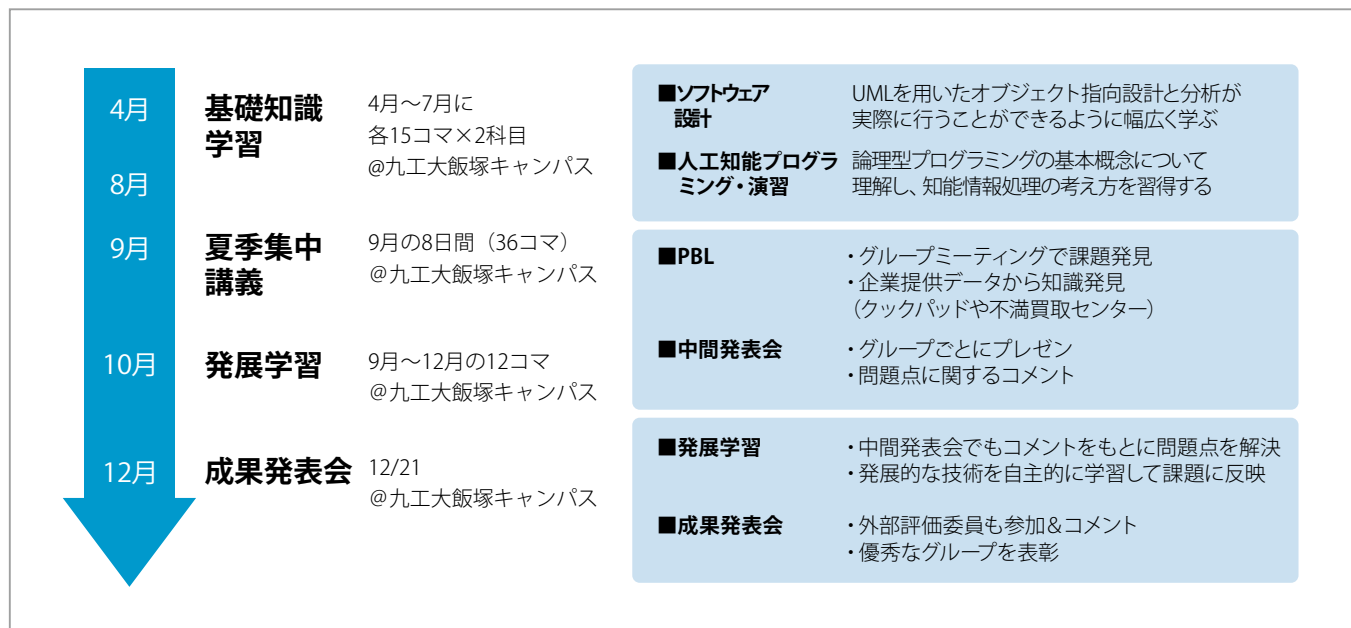 4月
基礎知識
学習
4月～7月に
各15コマ×2科目
@九工大飯塚キャンパス
8月
9月
夏季集中
講義
9月の8日間（36コマ）
＠九工大飯塚キャンパス
10月
発展学習
9月～12月の12コマ
＠九工大飯塚キャンパス
12月
成果発表会
12/21
＠九工大飯塚キャンパス
■ソフトウェア
設計
UMLを用いたオブジェクト指向設計と分析が
実際に行うことができるように幅広く学ぶ
■人工知能プログラ
ミング・演習
論理型プログラミングの基本概念について
理解し、知能情報処理の考え方を習得する
■PBL
・グループミーティングで課題発見
・企業提供データから知識発見
（クックパッドや不満買取センター）
■中間発表会
・グループごとにプレゼン
・問題点に関するコメント
■発展学習
・中間発表会でもコメントをもとに問題点を解決
・発展的な技術を自主的に学習して課題に反映
■成果発表会
・外部評価委員も参加＆コメント
・優秀なグループを表彰